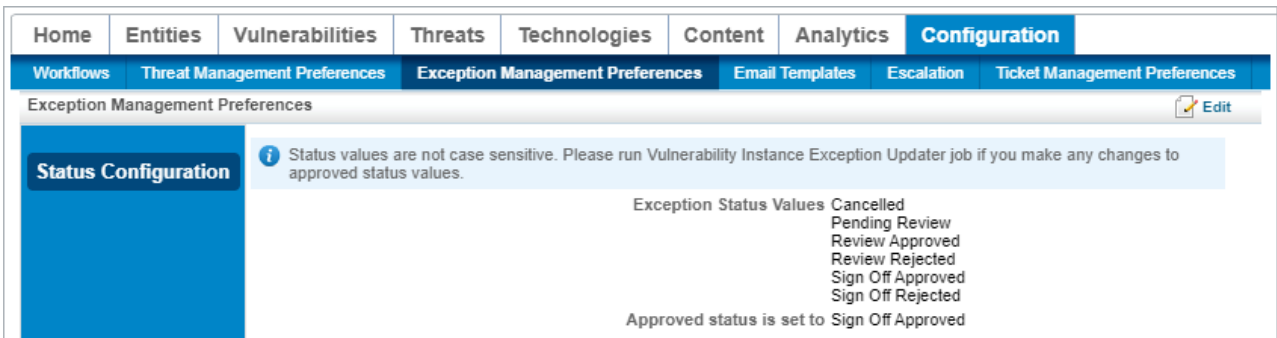 Home Entities Vulnerabilities Threats Technologies Content Analytics Configuration
Workflows Threat Management Preferences Exception Management Preferences Email Templates Escalation Ticket Management Preferences
Exception Management Preferences Edit
Status Configuration
Status values are not case sensitive. Please run Vulnerability Instance Exception Updater job if you make any changes to
approved status values.
Exception Status Values Cancelled
Pending Review
Review Approved
Review Rejected
Sign Off Approved
Sign Off Rejected
Approved status is set to Sign Off Approved